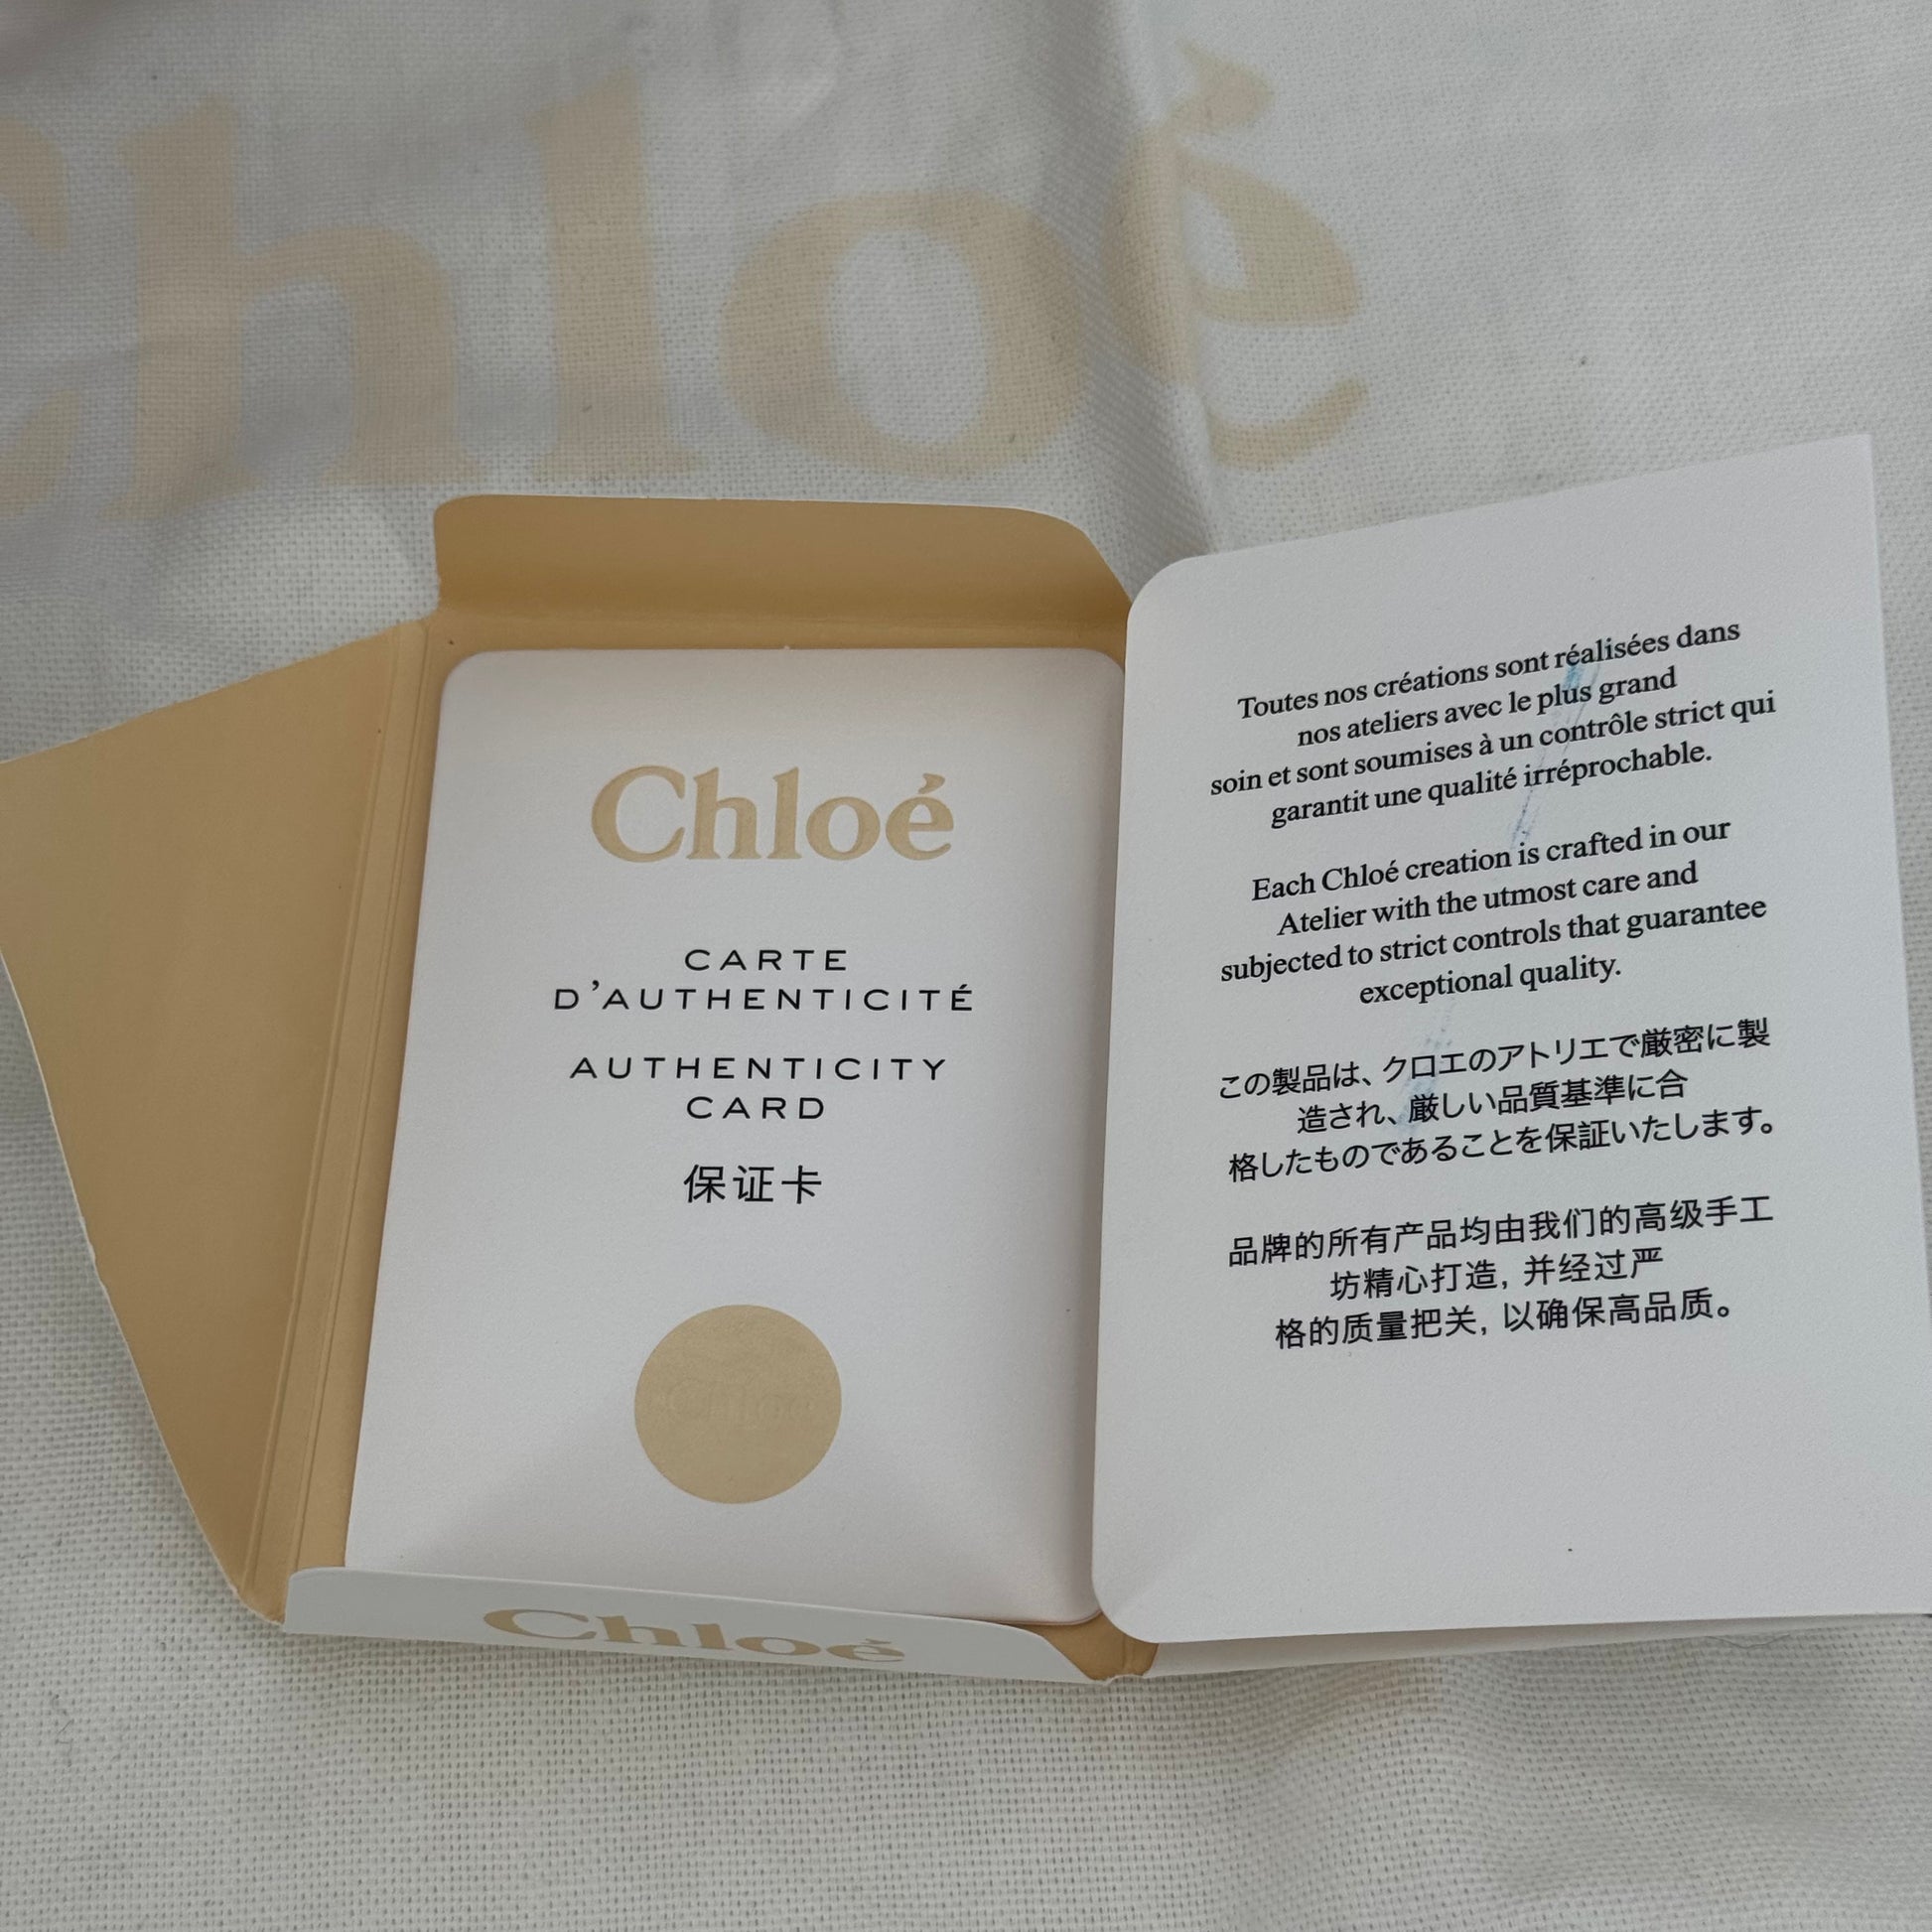 Chloé
Chloé
CARTE
D'AUTHENTICITÉ
AUTHENTICITY
CARD
保证卡
Chloé
Chloé
Toutes nos créations sont réalisées dans
nos ateliers avec le plus grand
soin et sont soumises à un contrôle strict qui
garantit une qualité irréprochable.
Each Chloé creation is crafted in our
Atelier with the utmost care and
subjected to strict controls that guarantee
exceptional quality.
この製品は、クロエのアトリエで厳密に製
造され、厳しい品質基準に合
格したものであることを保証いたします。
品牌的所有产品均由我们的高级手工
坊精心打造, 并经过严
格的质量把关, 以确保高品质。